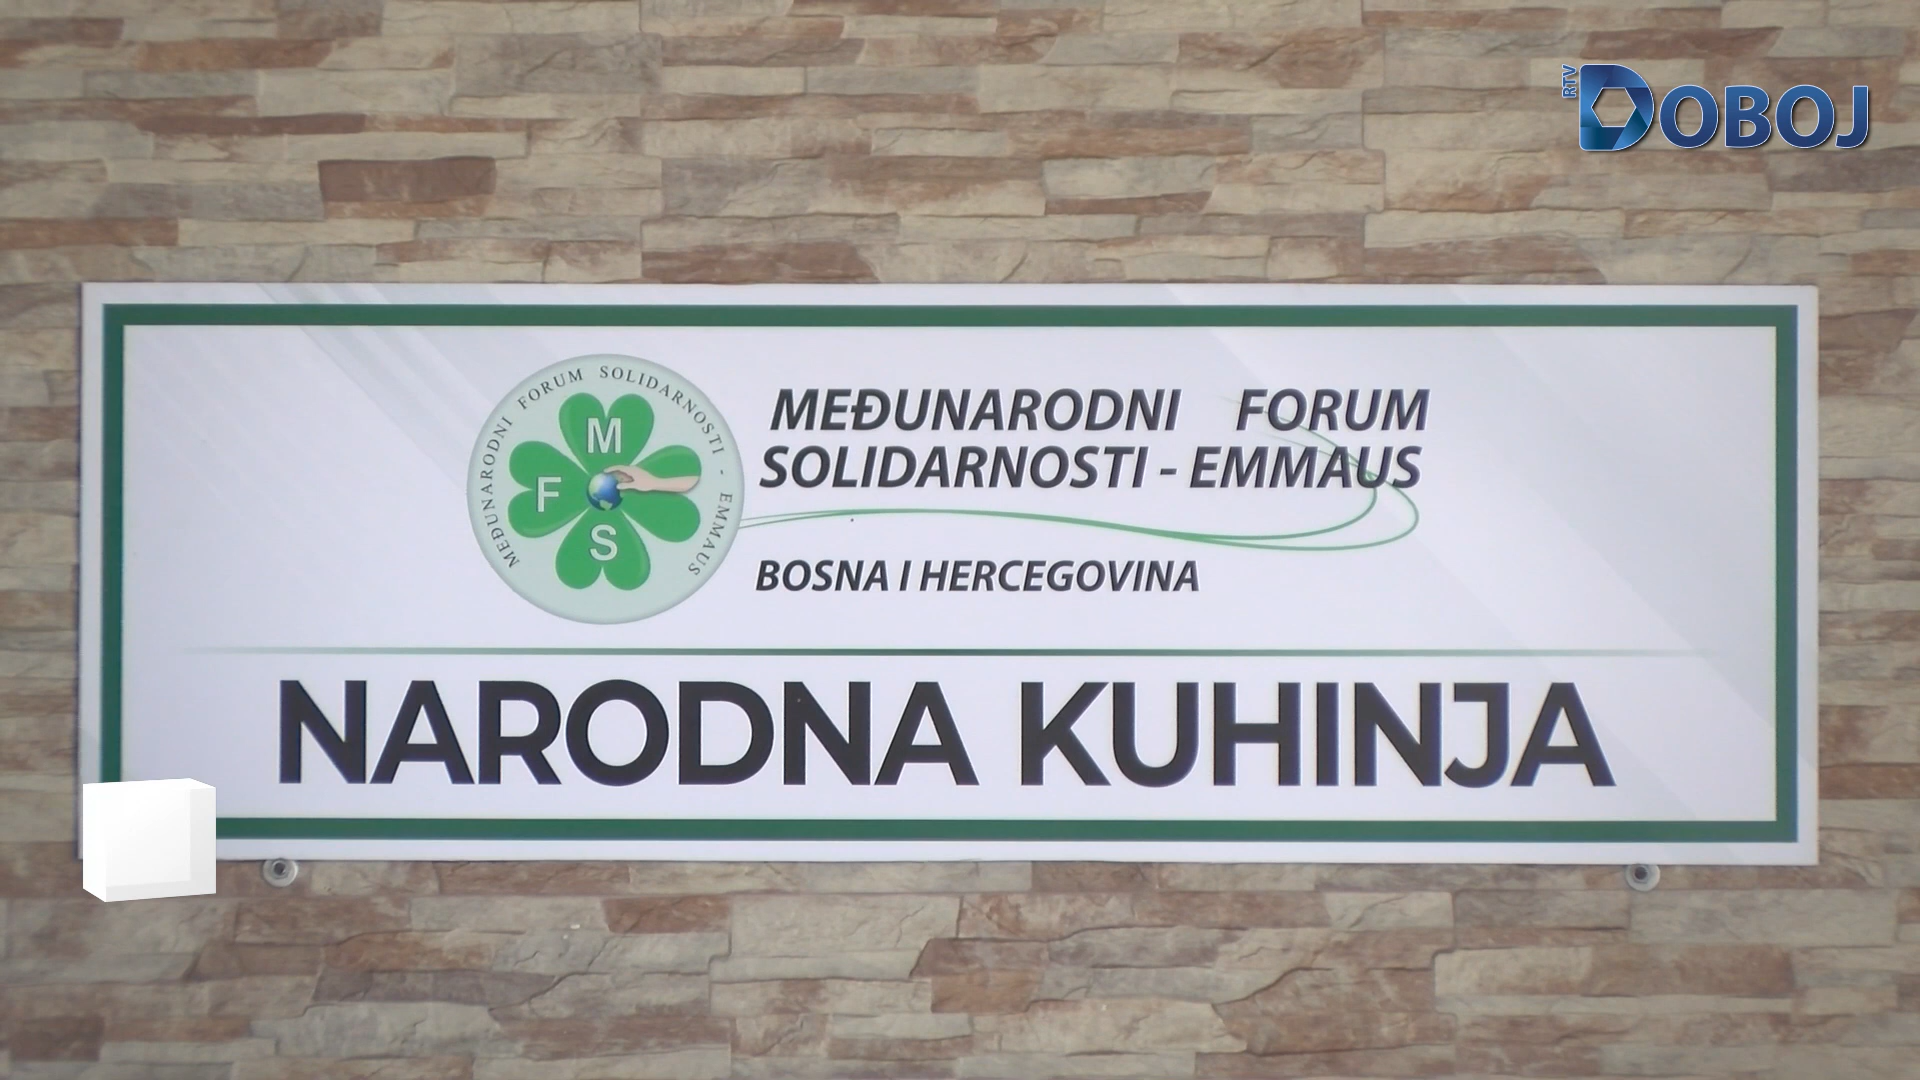 RTV DOBOJ
MEĐUNARODNI FORUM SOLIDARNOSTI - EMMAUS
M
F
S
MEĐUNARODNI FORUM
SOLIDARNOSTI - EMMAUS
BOSNA I HERCEGOVINA
NARODNA KUHINJA